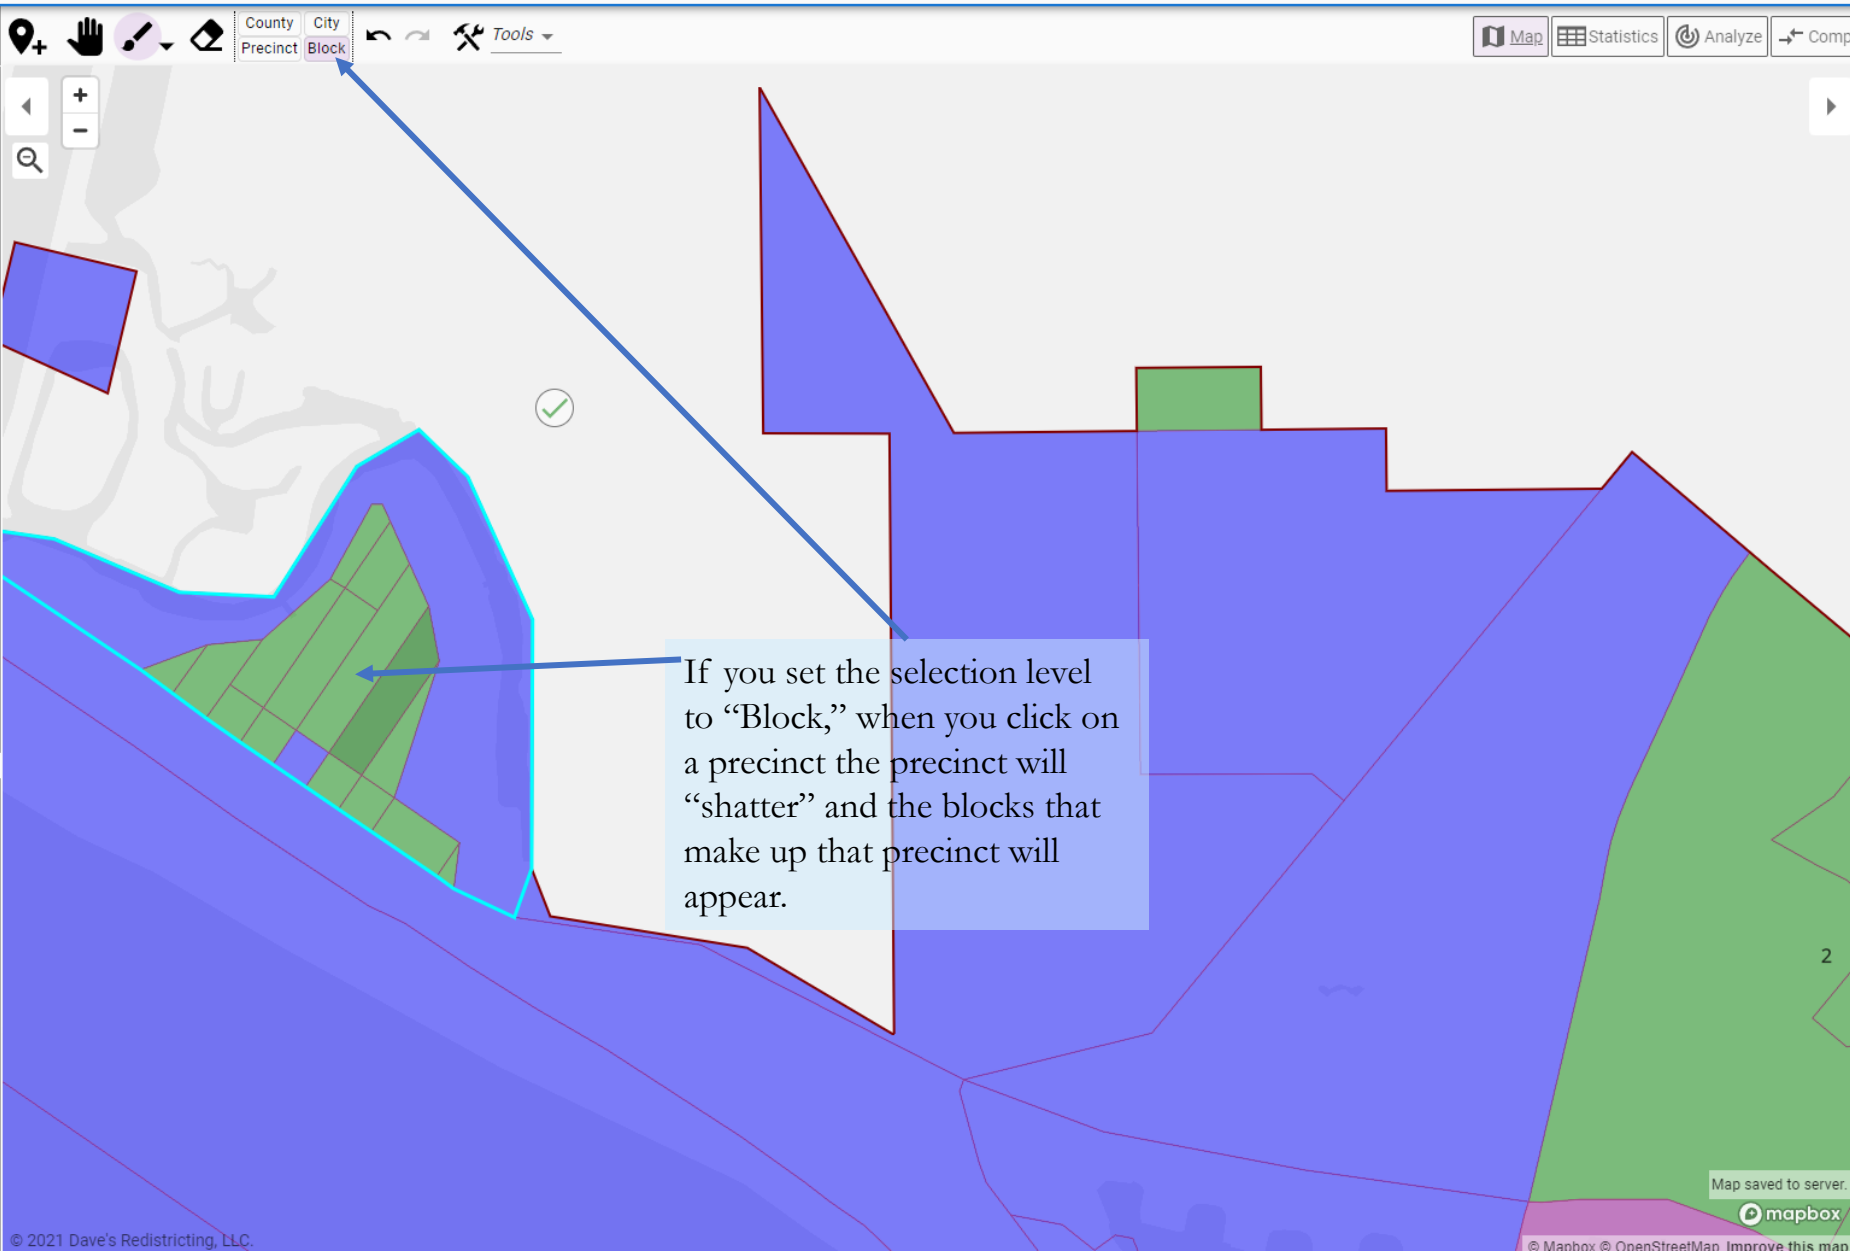 County City
Precinct Block
Tools
Map Statistics Analyze Comp
+
−
If you set the selection level
to “Block,” when you click on
a precinct the precinct will
“shatter” and the blocks that
make up that precinct will
appear.
2
Map saved to server.
mapbox
© 2021 Dave's Redistricting, LLC.
© Mapbox © OpenStreetMap Improve this map